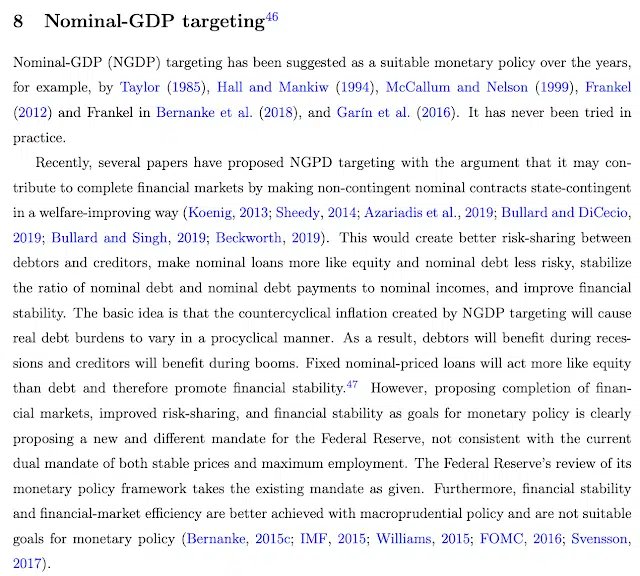 8 Nominal-GDP targeting46
Nominal-GDP (NGDP) targeting has been suggested as a suitable monetary policy over the years,
for example, by Taylor (1985), Hall and Mankiw (1994), McCallum and Nelson (1999), Frankel
(2012) and Frankel in Bernanke et al. (2018), and Garín et al. (2016). It has never been tried in
practice.
Recently, several papers have proposed NGPD targeting with the argument that it may con-
tribute to complete financial markets by making non-contingent nominal contracts state-contingent
in a welfare-improving way (Koenig, 2013; Sheedy, 2014; Azariadis et al., 2019; Bullard and DiCecio,
2019; Bullard and Singh, 2019; Beckworth, 2019). This would create better risk-sharing between
debtors and creditors, make nominal loans more like equity and nominal debt less risky, stabilize
the ratio of nominal debt and nominal debt payments to nominal incomes, and improve financial
stability. The basic idea is that the countercyclical inflation created by NGDP targeting will cause
real debt burdens to vary in a procyclical manner. As a result, debtors will benefit during reces-
sions and creditors will benefit during booms. Fixed nominal-priced loans will act more like equity
than debt and therefore promote financial stability.47 However, proposing completion of finan-
cial markets, improved risk-sharing, and financial stability as goals for monetary policy is clearly
proposing a new and different mandate for the Federal Reserve, not consistent with the current
dual mandate of both stable prices and maximum employment. The Federal Reserve's review of its
monetary policy framework takes the existing mandate as given. Furthermore, financial stability
and financial-market efficiency are better achieved with macroprudential policy and are not suitable
goals for monetary policy (Bernanke, 2015c; IMF, 2015; Williams, 2015; FOMC, 2016; Svensson,
2017).